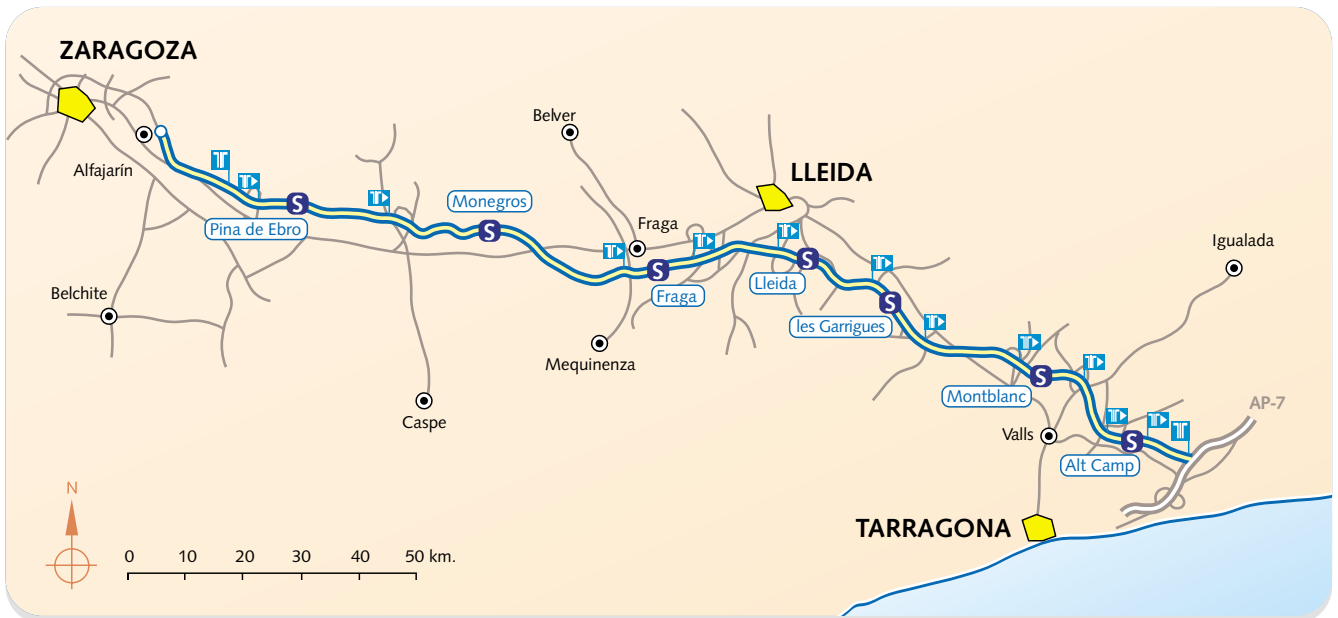 ZARAGOZA
Alfajarín
Belver
LLEIDA
S
Monegros
Pina de Ebro
S
Fraga
Igualada
S
Lleida
S
Fraga
Belchite
les Garrigues
S
Mequinenza
S
Montblanc
Caspe
AP-7
Valls
S
Alt Camp
TARRAGONA
N
0 10 20 30 40 50 km.